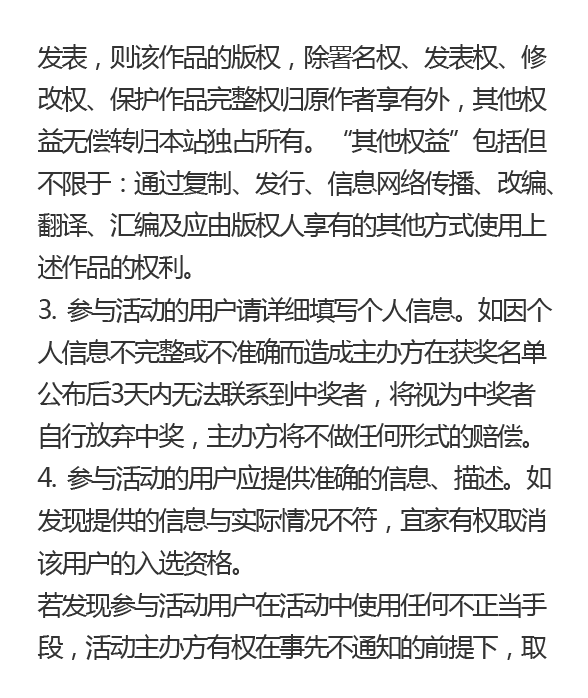 发表，则该作品的版权，除署名权、发表权、修
改权、保护作品完整权归原作者享有外，其他权
益无偿转归本站独占所有。“其他权益”包括但
不限于：通过复制、发行、信息网络传播、改编、
翻译、汇编及应由版权人享有的其他方式使用上
述作品的权利。
3. 参与活动的用户请详细填写个人信息。如因个
人信息不完整或不准确而造成主办方在获奖名单
公布后3天内无法联系到中奖者，将视为中奖者
自行放弃中奖，主办方将不做任何形式的赔偿。
4. 参与活动的用户应提供准确的信息、描述。如
发现提供的信息与实际情况不符，宜家有权取消
该用户的入选资格。
若发现参与活动用户在活动中使用任何不正当手
段，活动主办方有权在事先不通知的前提下，取